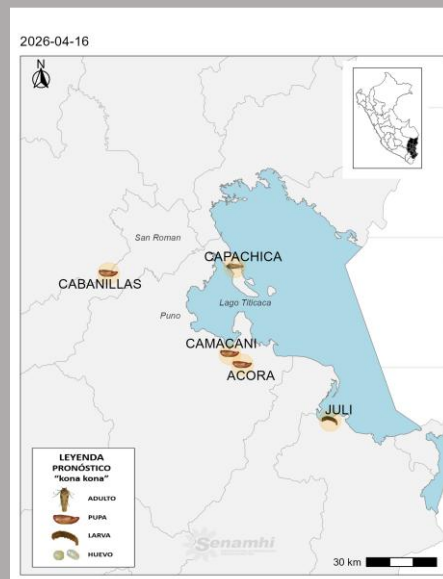 2026-04-16
N
San Roman
CAPACHICA
CABANILLAS
Lago Titicaca
Puno
CAMACANI
ACORA
JULI
LEYENDA
PRONÓSTICO
"kona kona"
ADULTO
PUPA
LARVA
HUEVO
Senamhi
30 km